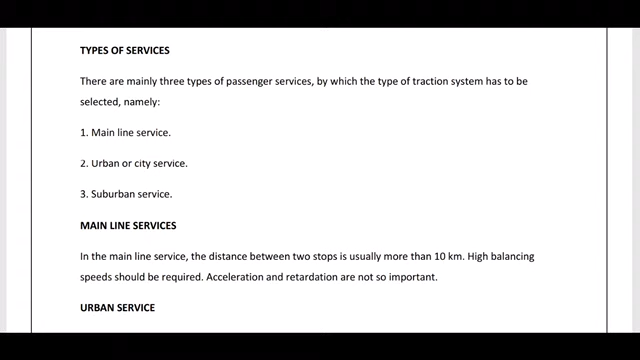 TYPES OF SERVICES
There are mainly three types of passenger services, by which the type of traction system has to be
selected, namely:
1. Main line service.
2. Urban or city service.
3. Suburban service.
MAIN LINE SERVICES
In the main line service, the distance between two stops is usually more than 10 km. High balancing
speeds should be required. Acceleration and retardation are not so important.
URBAN SERVICE